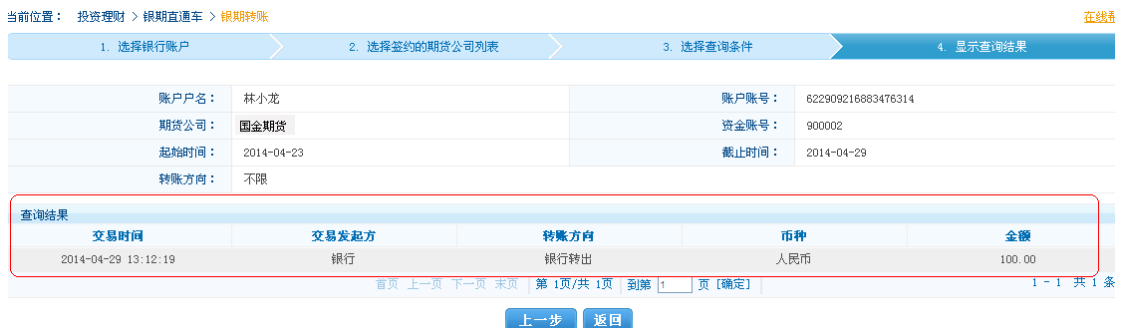 当前位置： 投资理财 > 银期直通车 > 银期转账 在线帮
1. 选择银行账户 2. 选择签约的期货公司列表 3. 选择查询条件 4. 显示查询结果
账户户名： 林小龙 账户账号： 622909216883476314
期货公司： 国金期货 资金账号： 900002
起始时间： 2014-04-23 截止时间： 2014-04-29
转账方向： 不限
查询结果
交易时间 交易发起方 转账方向 币种 金额
2014-04-29 13:12:19 银行 银行转出 人民币 100.00
首页 上一页 下一页 末页 第 1页/共 1页 到第 1 页 [确定] 1 - 1 共 1 条
上一步 返回